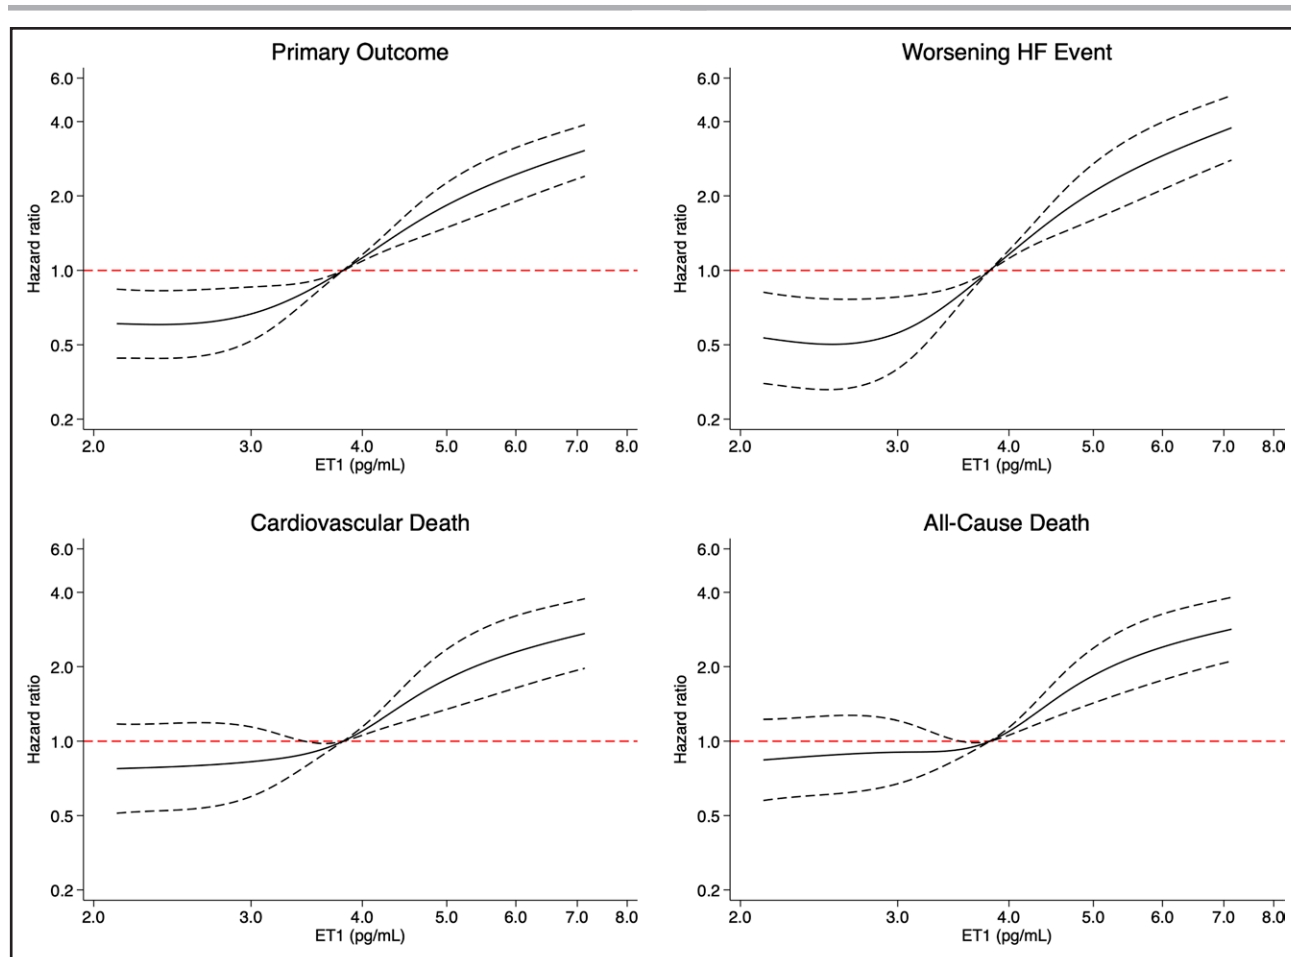 Primary Outcome
Hazard ratio
6.0
4.0
2.0
1.0
0.5
0.2
2.0 3.0 4.0 5.0 6.0 7.0 8.0
ET1 (pg/mL)
Worsening HF Event
Hazard ratio
6.0
4.0
2.0
1.0
0.5
0.2
2.0 3.0 4.0 5.0 6.0 7.0 8.0
ET1 (pg/mL)
Cardiovascular Death
Hazard ratio
6.0
4.0
2.0
1.0
0.5
0.2
2.0 3.0 4.0 5.0 6.0 7.0 8.0
ET1 (pg/mL)
All-Cause Death
Hazard ratio
6.0
4.0
2.0
1.0
0.5
0.2
2.0 3.0 4.0 5.0 6.0 7.0 8.0
ET1 (pg/mL)